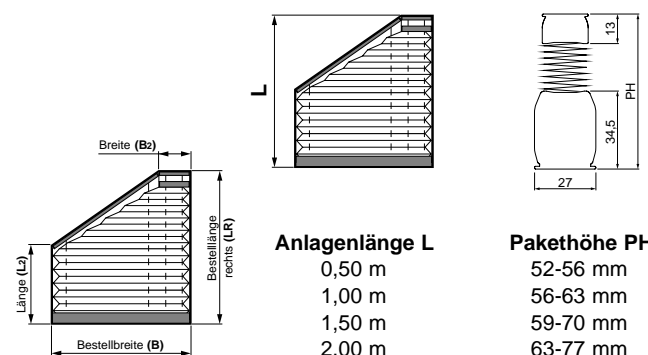 L
13
PH
34,5
27
Breite (B2)
Länge (L2)
Bestelllänge
rechts (LR)
Bestellbreite (B)
Anlagenlänge L Pakethöhe PH
0,50 m 52-56 mm
1,00 m 56-63 mm
1,50 m 59-70 mm
2,00 m 63-77 mm